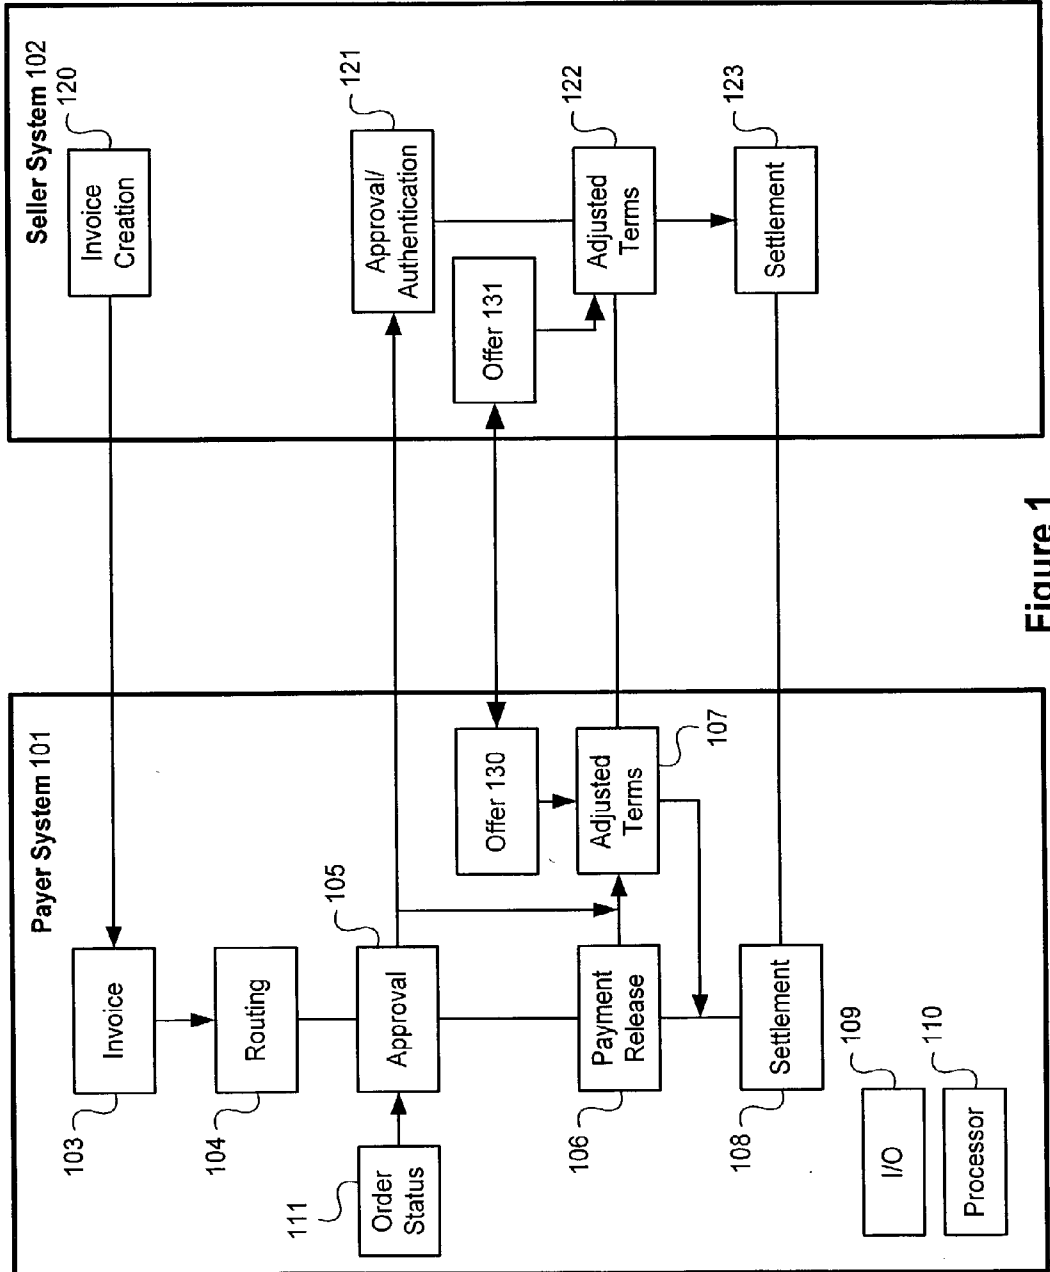 Payer System 101
Seller System 102
103
Invoice
Invoice
Creation
120
104
Routing
111
Order
Status
Approval
105
Approval/
Authentication
121
Offer 130
Offer 131
106
Payment
Release
Adjusted
Terms
107
Adjusted
Terms
122
108
Settlement
Settlement
123
I/O
109
Processor
110
Figure 1